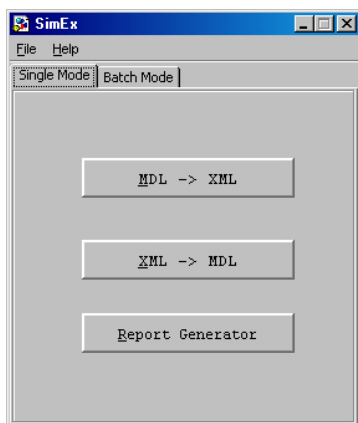 SimEx
File Help
Single Mode Batch Mode
MDL -> XML
XML -> MDL
Report Generator